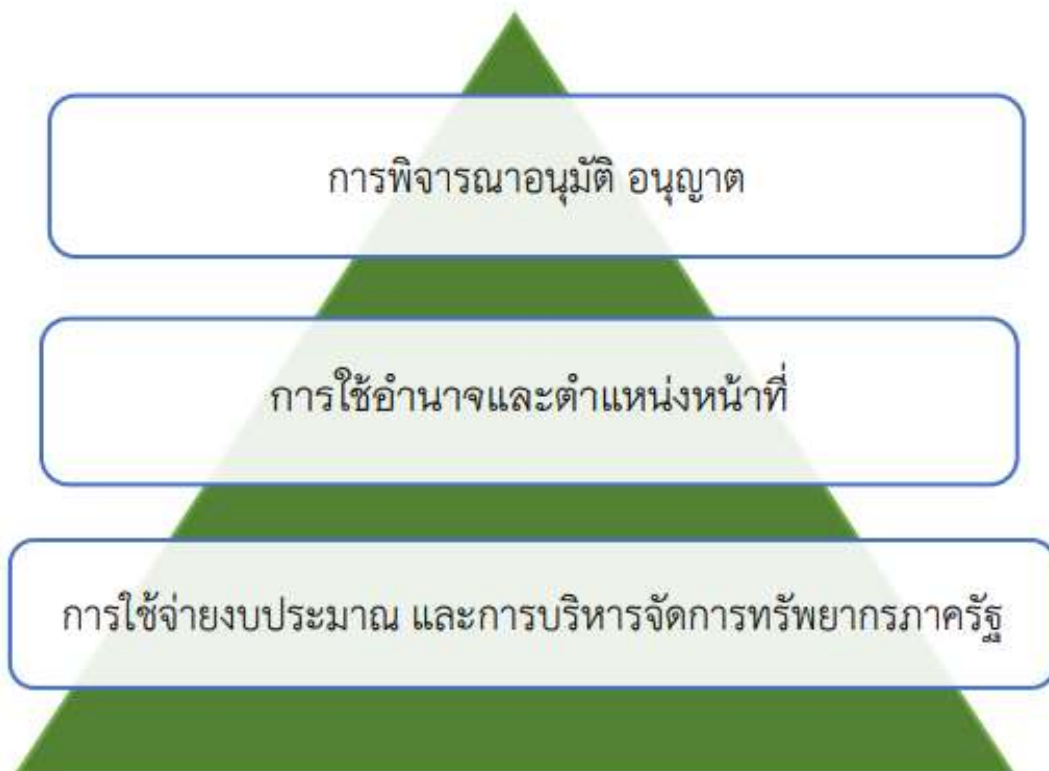 การพิจารณาอนุมัติ อนุญาต
การใช้อำนาจและตำแหน่งหน้าที่
การใช้จ่ายงบประมาณ และการบริหารจัดการทรัพยากรภาครัฐ